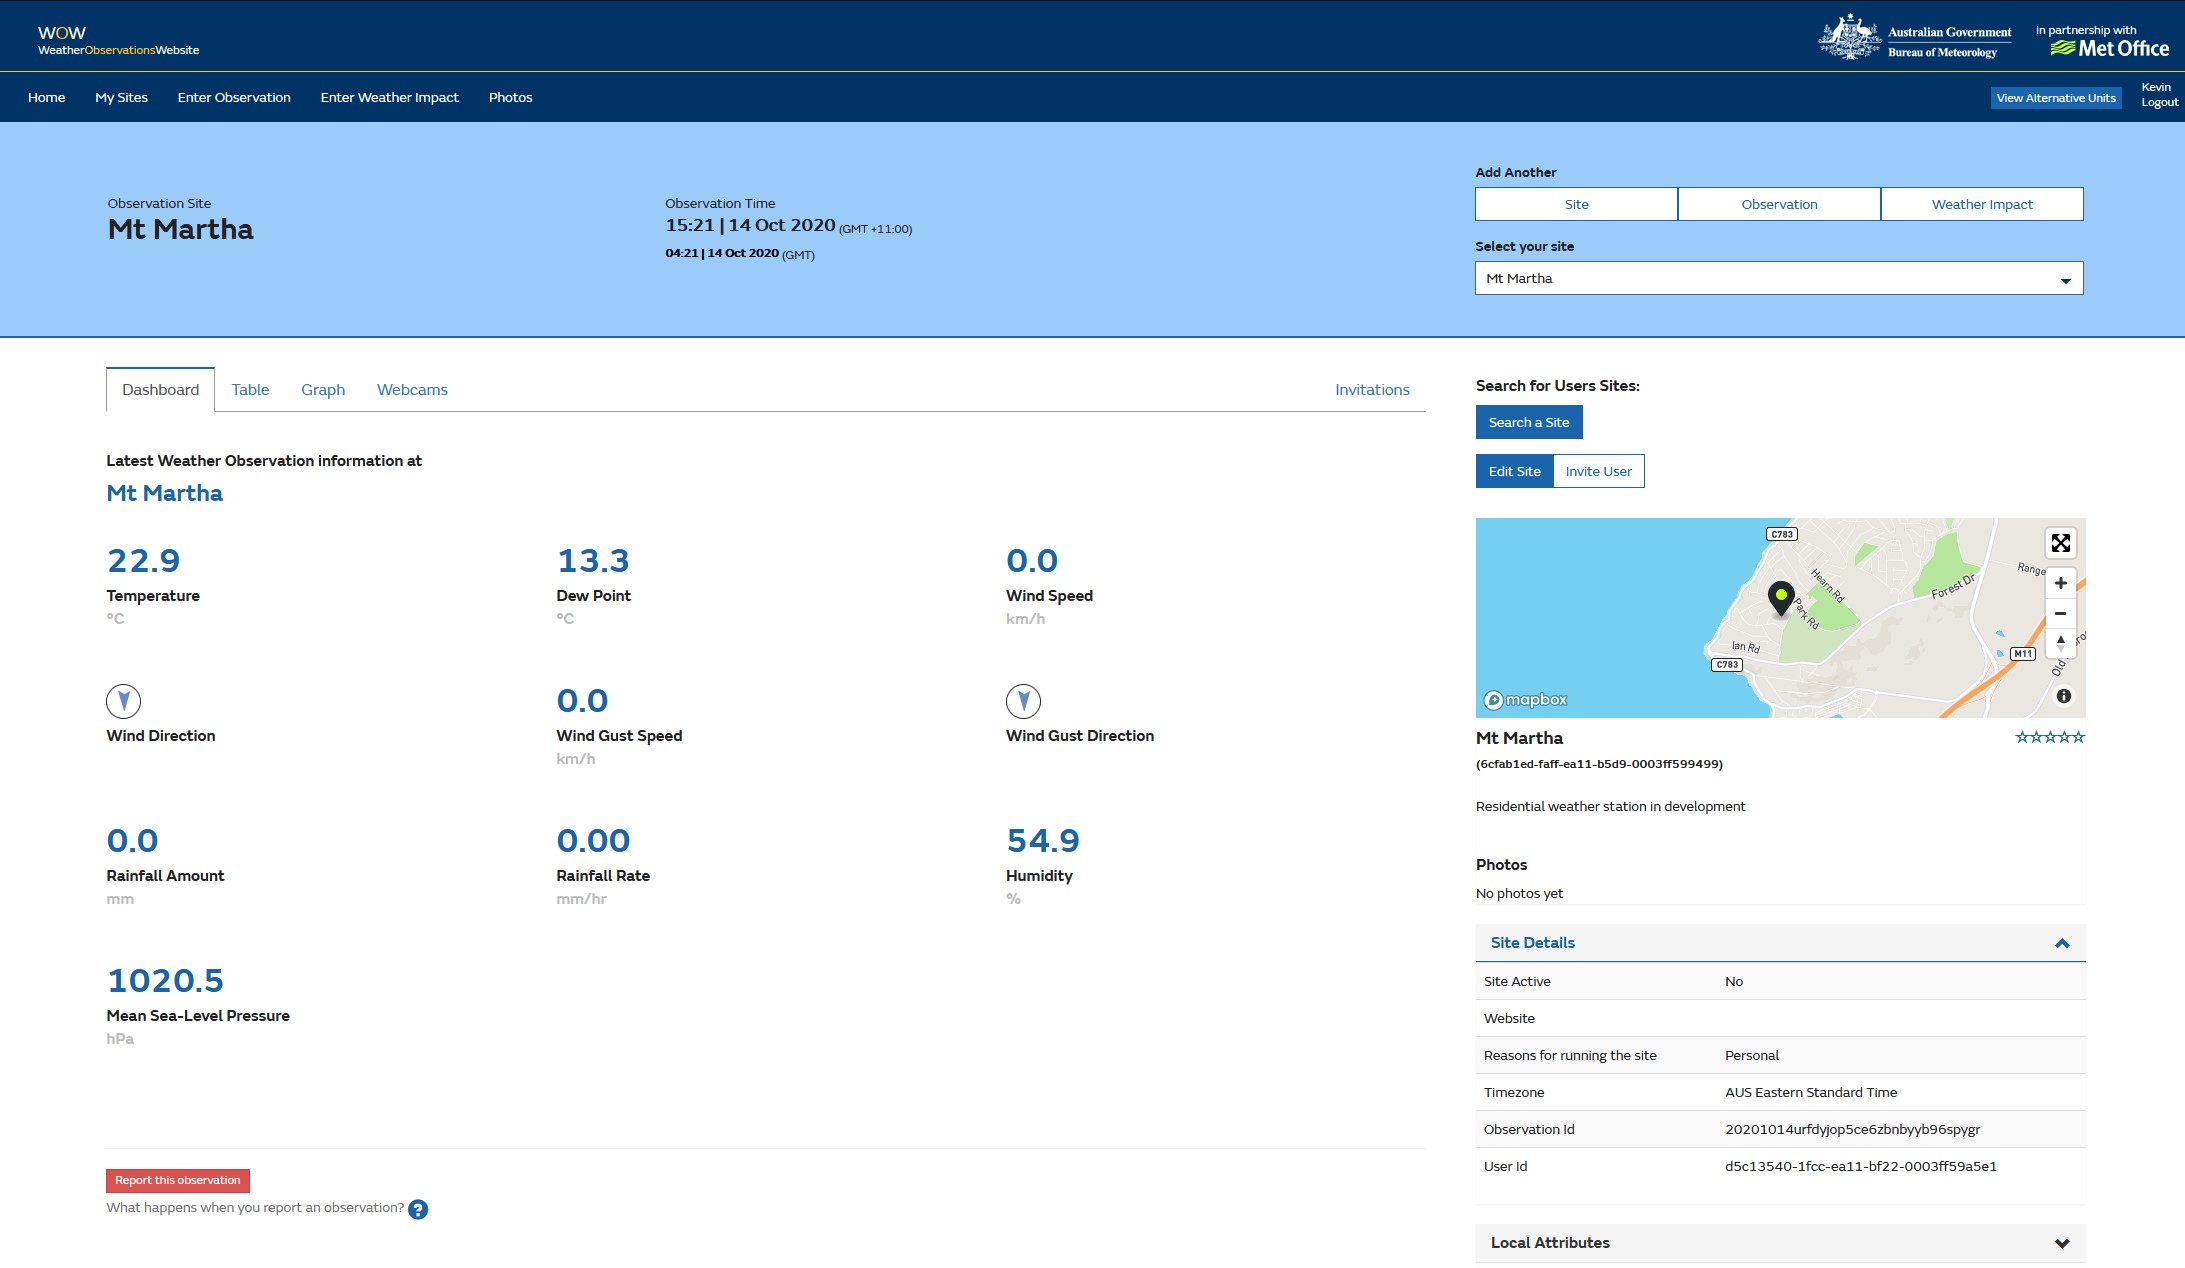 WOW
WeatherObservationsWebsite
Australian Government
Bureau of Meteorology
In partnership with
Met Office
Home
My Sites
Enter Observation
Enter Weather Impact
Photos
View Alternative Units
Kevin
Logout
Observation Site
Mt Martha
Observation Time
15:21 | 14 Oct 2020 (GMT +11:00)
04:21 | 14 Oct 2020 (GMT)
Add Another
Site
Observation
Weather Impact
Select your site
Mt Martha
Dashboard
Table
Graph
Webcams
Invitations
Latest Weather Observation information at
Mt Martha
22.9
Temperature
°C
13.3
Dew Point
°C
0.0
Wind Speed
km/h
Wind Direction
0.0
Wind Gust Speed
km/h
Wind Gust Direction
0.0
Rainfall Amount
mm
0.00
Rainfall Rate
mm/hr
54.9
Humidity
%
1020.5
Mean Sea-Level Pressure
hPa
Report this observation
What happens when you report an observation? ?
Search for Users Sites:
Search a Site
Edit Site
Invite User
C783
Hearn Rd
Park Rd
Forest Dr
Range
Ian Rd
C783
M11
Old
mapbox
Mt Martha
(6cfab1ed-faff-ea11-b5d9-0003ff599499)
Residential weather station in development
Photos
No photos yet
Site Details
Site Active No
Website
Reasons for running the site Personal
Timezone AUS Eastern Standard Time
Observation Id 20201014urfdyjop5ce6zbnbyyb96spygr
User Id d5c13540-1fcc-ea11-bf22-0003ff59a5e1
Local Attributes